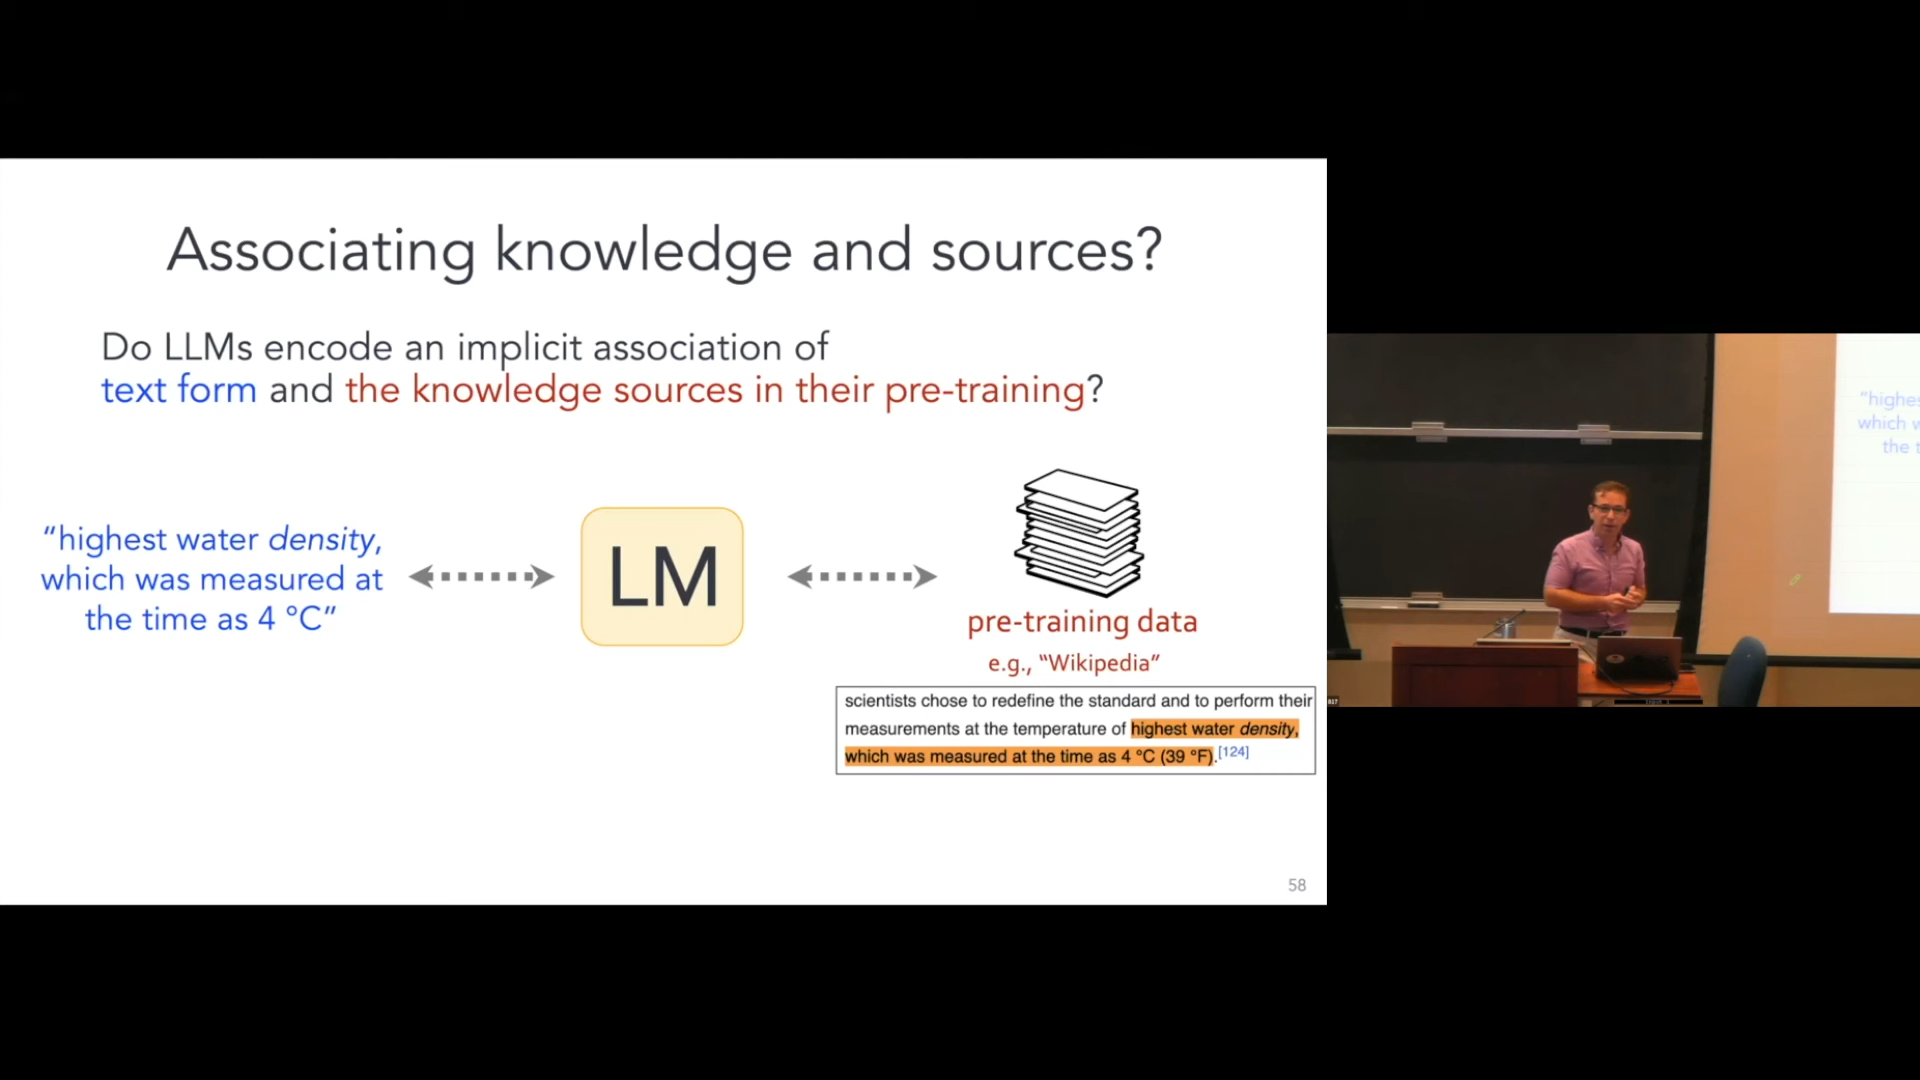 Associating knowledge and sources?
Do LLMs encode an implicit association of
text form and the knowledge sources in their pre-training?
“highest water density,
which was measured at
the time as 4 °C”
LM
pre-training data
e.g., “Wikipedia”
scientists chose to redefine the standard and to perform their
measurements at the temperature of highest water density,
which was measured at the time as 4 °C (39 °F).[124]
58
“highes
which w
the t